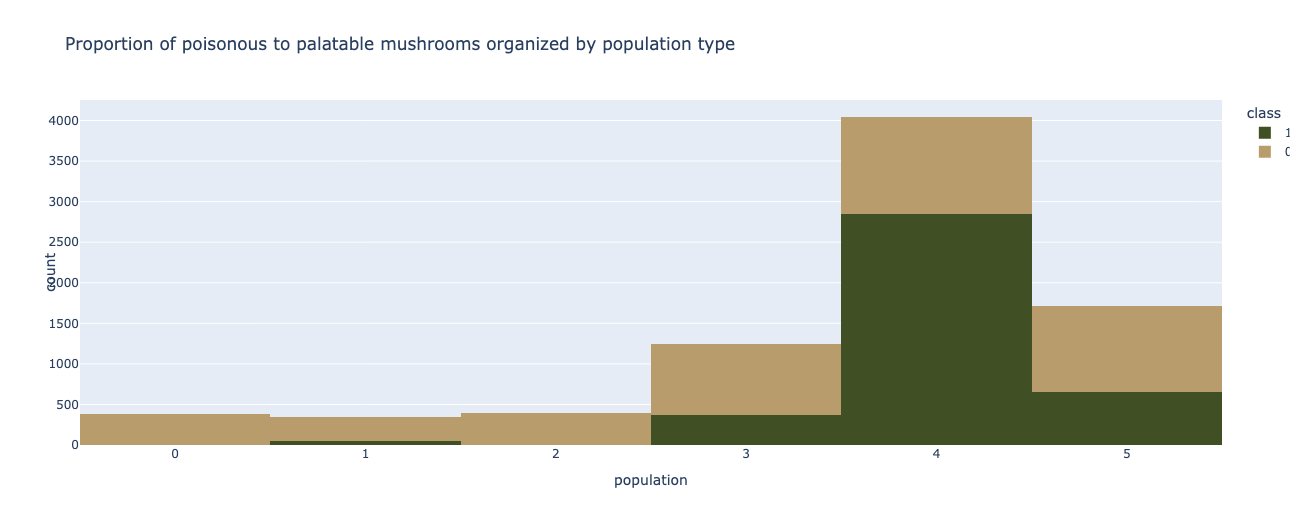 Proportion of poisonous to palatable mushrooms organized by population type
class
1
4000
3500
3000
2500
2000
1500
1000
500
0
count
0 1 2 3 4 5
population